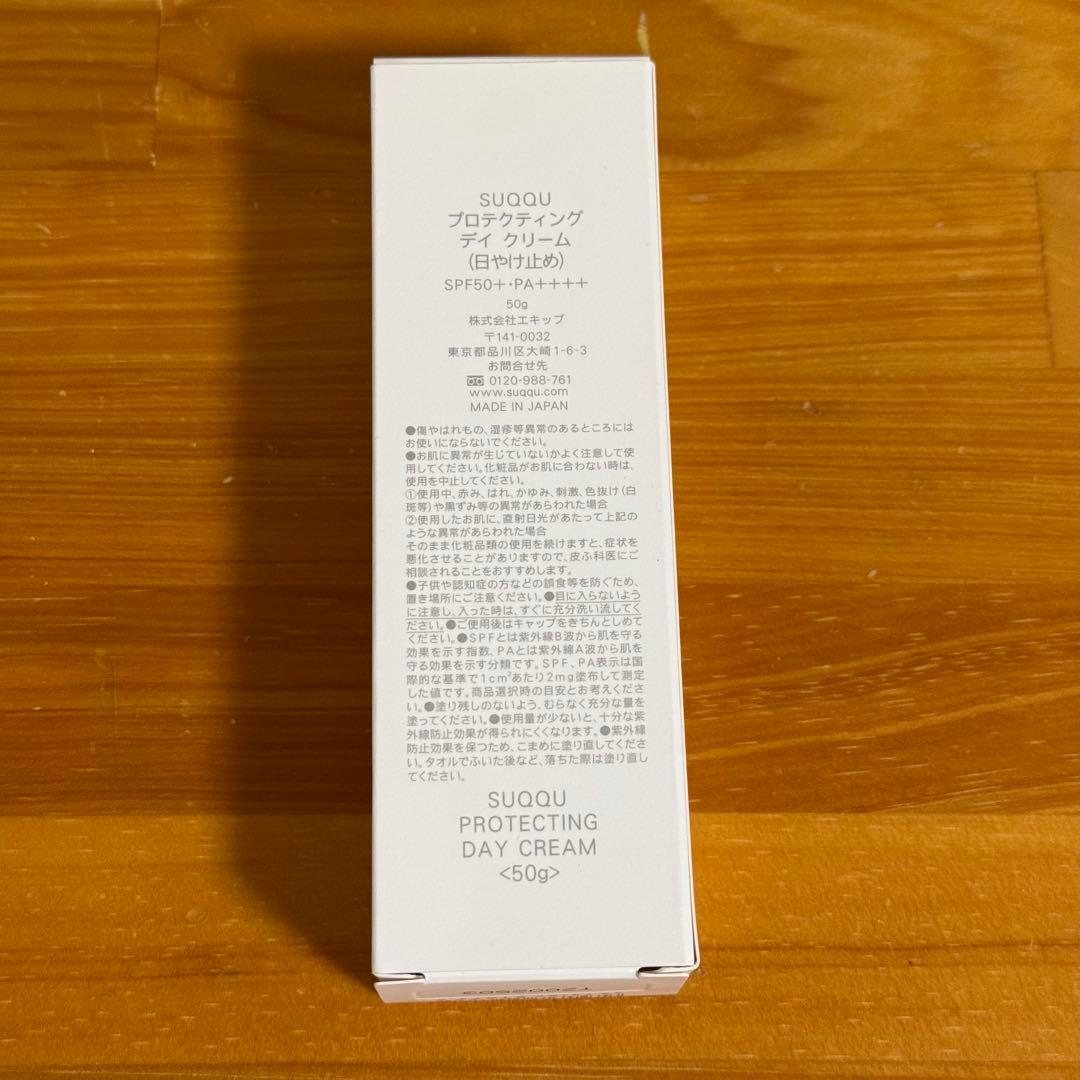 SUQQU
プロテクティング
デイ クリーム
(日やけ止め)
SPF50+・PA++++
50g
株式会社エキップ
〒141-0032
東京都品川区大崎1-6-3
お問合せ先
0120-988-761
www.suqqu.com
MADE IN JAPAN
●傷やはれもの、湿疹等異常のあるところには
お使いにならないでください。
●お肌に異常が生じていないかよく注意して使
用してください。化粧品がお肌に合わない時は、
使用を中止してください。
①使用中、赤み、はれ、かゆみ、刺激、色抜け(白
斑等)や黒ずみ等の異常があらわれた場合
②使用したお肌に、直射日光があたって上記の
ような異常があらわれた場合
そのまま化粧品類の使用を続けますと、症状を
悪化させることがありますので、皮ふ科医にご
相談されることをおすすめします。
●子供や認知症の方などの誤食等を防ぐため、
置き場所にご注意ください。●目に入らないよう
に注意し、入った時は、すぐに充分洗い流してく
ださい。●ご使用後はキャップをきちんとしめて
ください。●SPFとは紫外線B波から肌を守る
効果を示す指数、PAとは紫外線A波から肌を
守る効果を示す分類です。SPF、PA表示は国
際的な基準で1cm²あたり2mg塗布して測定
した値です。商品選択時の目安とお考えくださ
い。●塗り残しのないよう、むらなく充分な量を
塗ってください。●使用量が少ないと、十分な紫
外線防止効果が得られにくくなります。●紫外線
防止効果を保つため、こまめに塗り直してくださ
い。タオルでふいた後など、落ちた際は塗り直し
てください。
SUQQU
PROTECTING
DAY CREAM
<50g>